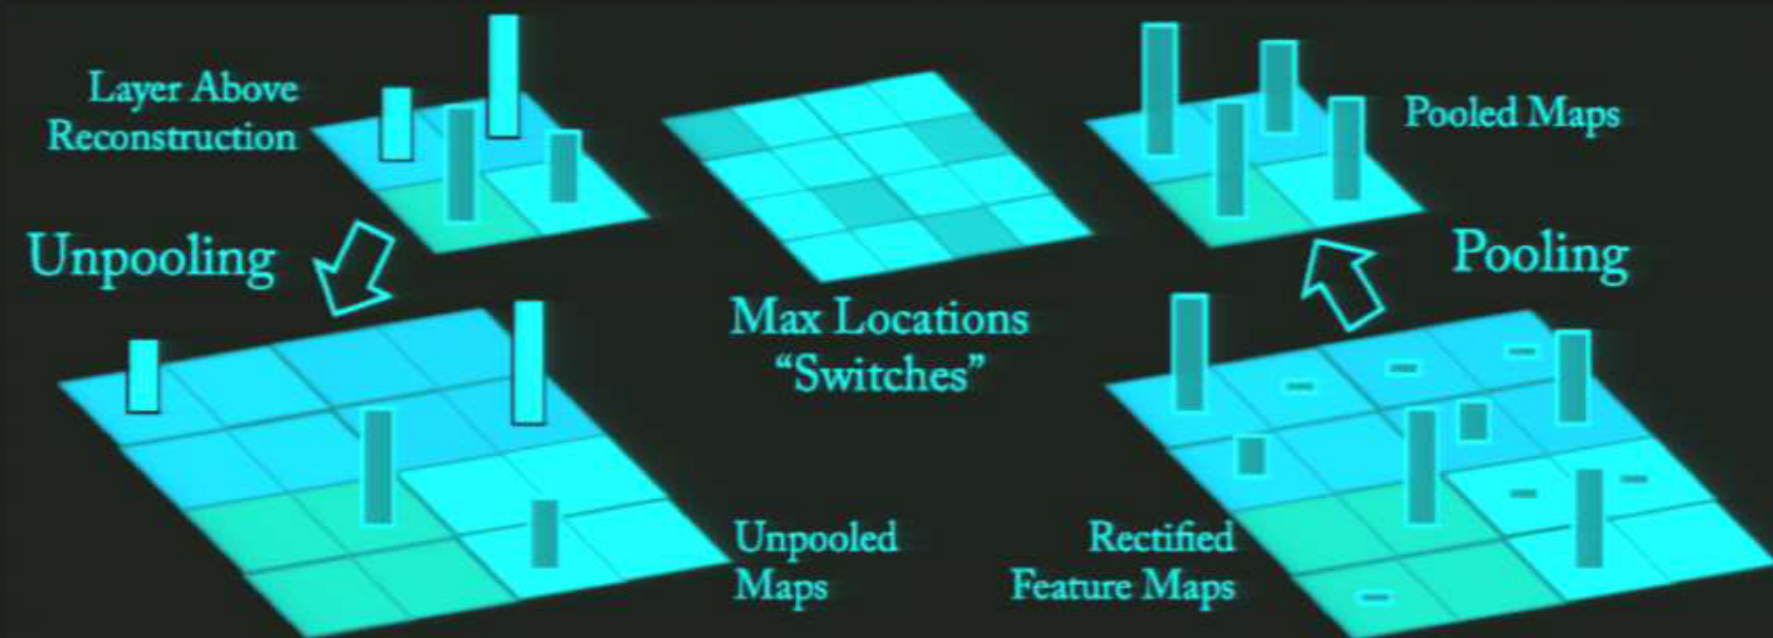 Layer Above
Reconstruction
Pooled Maps
Unpooling
Pooling
Max Locations
“Switches”
Unpooled
Maps
Rectified
Feature Maps